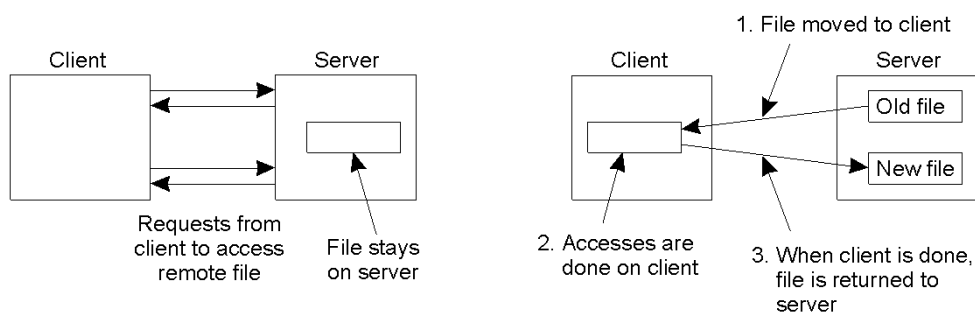 Client
Server
Requests from
client to access
remote file
File stays
on server
1. File moved to client
Client
Server
Old file
New file
2. Accesses are
done on client
3. When client is done,
file is returned to
server